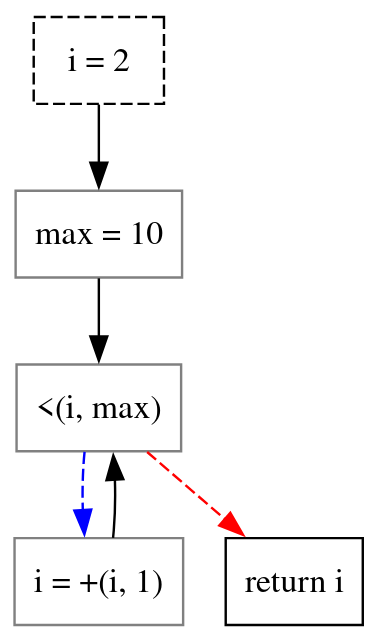 i = 2
max = 10
<(i, max)
i = +(i, 1)
return i